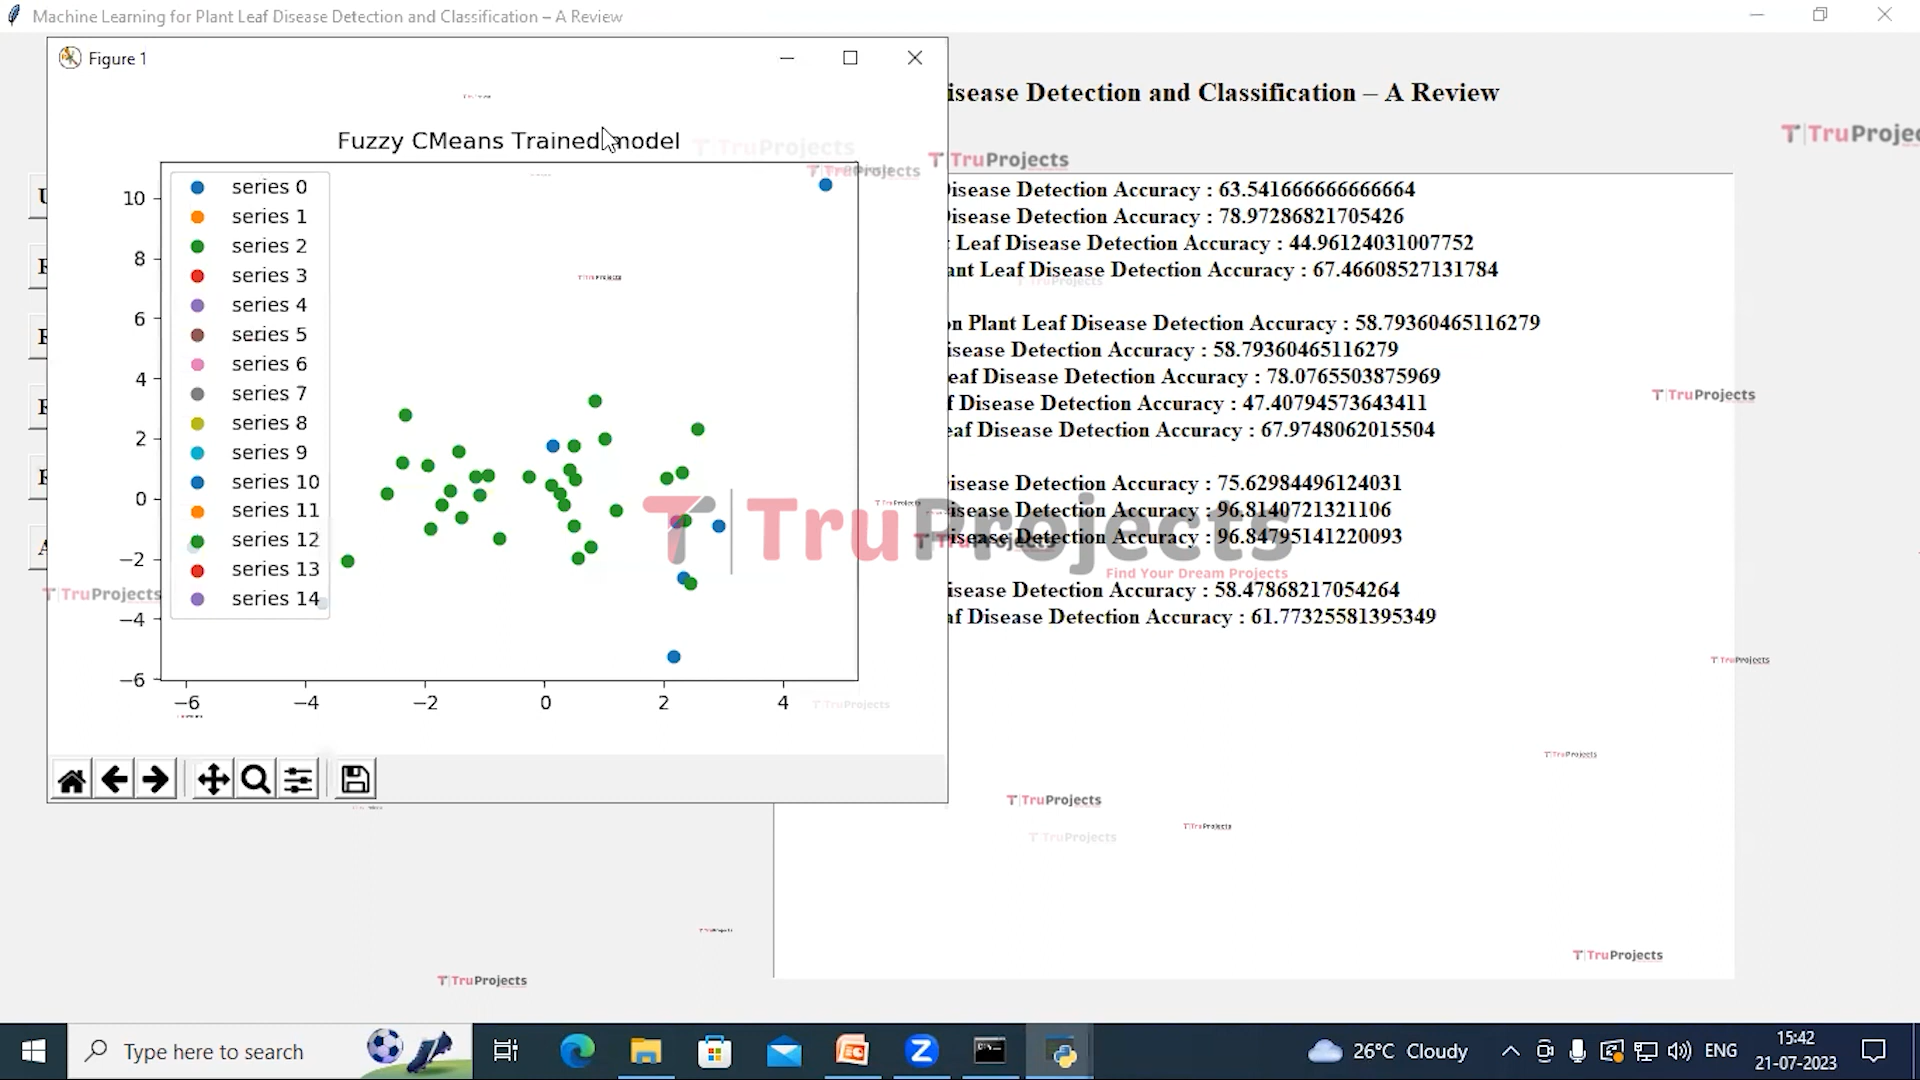 Machine Learning for Plant Leaf Disease Detection and Classification – A Review
Figure 1
isease Detection and Classification – A Review
Fuzzy CMeans Trained model
TruProjects
TruProjects
series 0
series 1
series 2
series 3
series 4
series 5
series 6
series 7
series 8
series 9
series 10
series 11
series 12
series 13
series 14
10
8
6
4
2
0
−2
−4
−6
−6
−4
−2
0
2
4
isease Detection Accuracy : 63.541666666666664
isease Detection Accuracy : 78.97286821705426
Leaf Disease Detection Accuracy : 44.96124031007752
ant Leaf Disease Detection Accuracy : 67.46608527131784
on Plant Leaf Disease Detection Accuracy : 58.79360465116279
isease Detection Accuracy : 58.79360465116279
eaf Disease Detection Accuracy : 78.0765503875969
f Disease Detection Accuracy : 47.40794573643411
eaf Disease Detection Accuracy : 67.9748062015504
isease Detection Accuracy : 75.62984496124031
isease Detection Accuracy : 96.8140721321106
isease Detection Accuracy : 96.84795141220093
isease Detection Accuracy : 58.47868217054264
af Disease Detection Accuracy : 61.77325581395349
TruProjects
Find Your Dream Projects
TruProjects
TruProjects
TruProjects
TruProjects
TruProjects
TruProjects
TruProjects
TruProjects
TruProjects
TruProjects
Type here to search
26°C Cloudy
ENG
15:42
21-07-2023